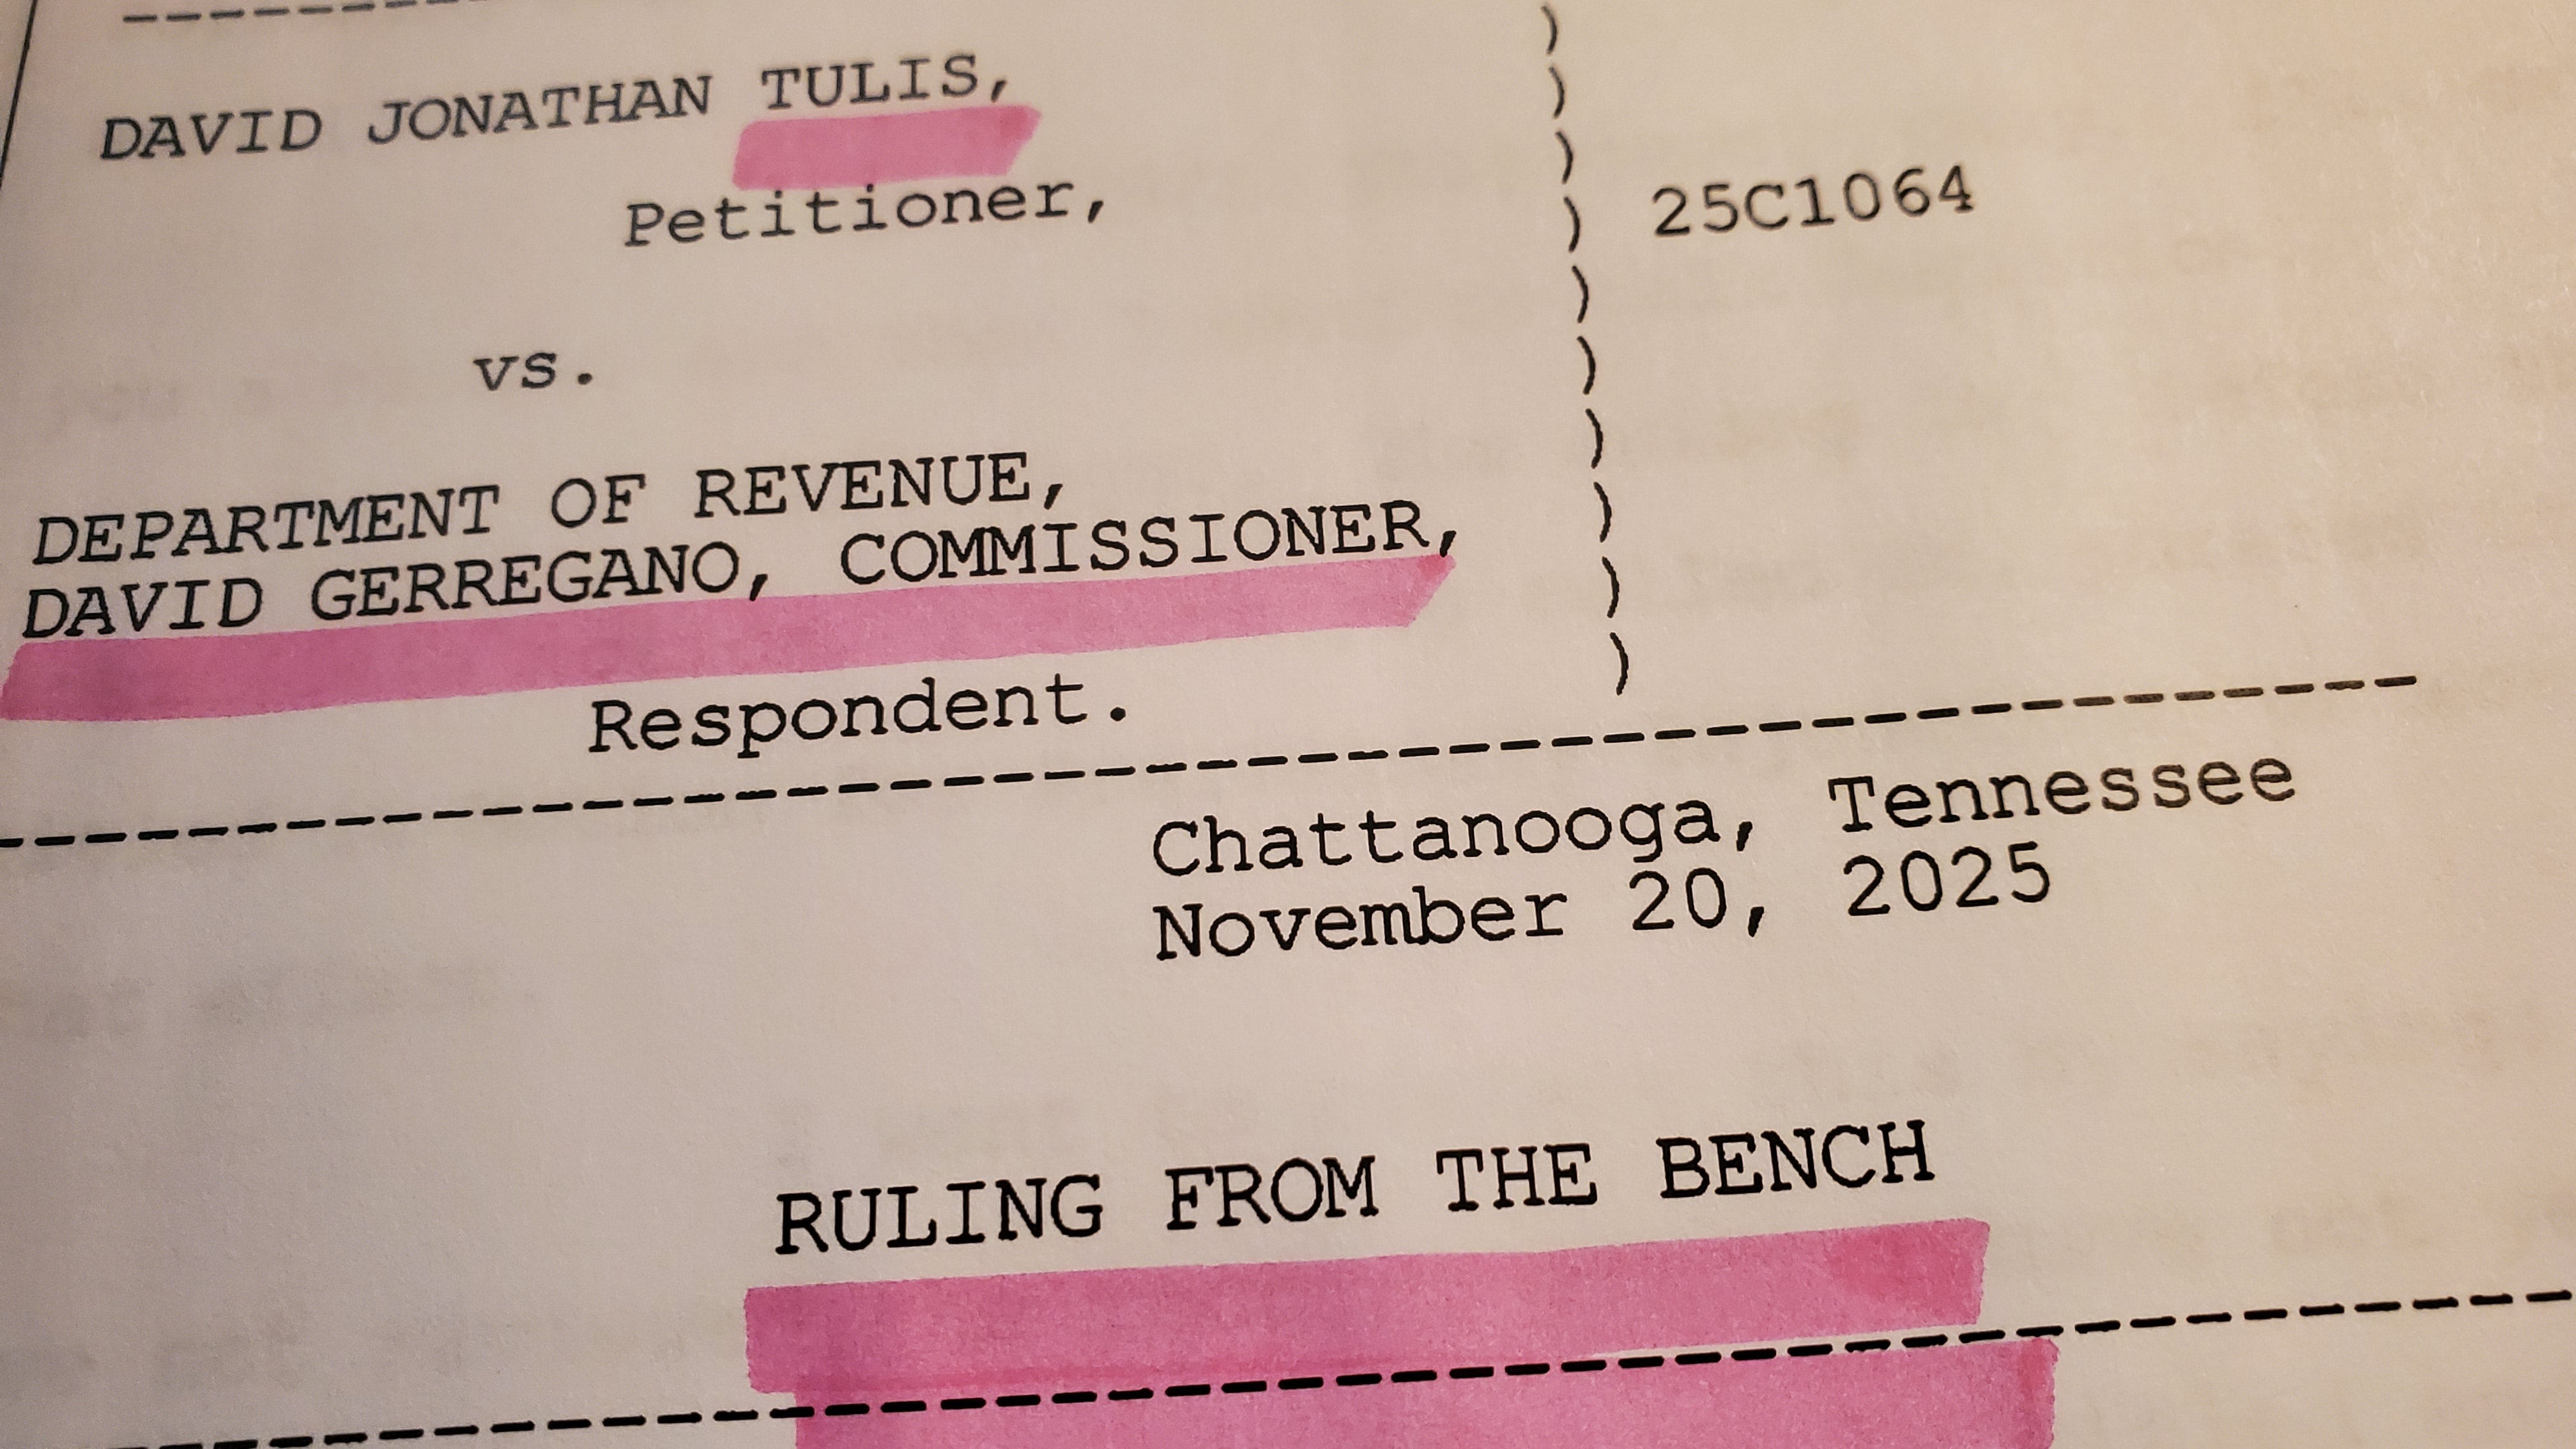 DAVID JONATHAN TULIS,
Petitioner,
25C1064
vs.
DEPARTMENT OF REVENUE,
DAVID GERREGANO, COMMISSIONER,
Respondent.
Chattanooga, Tennessee
November 20, 2025
RULING FROM THE BENCH